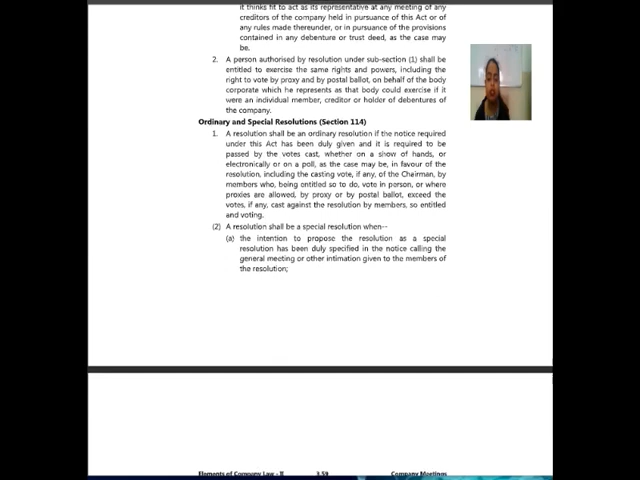 it thinks fit to act as its representative at any meeting of any
creditors of the company held in pursuance of this Act or of
any rules made thereunder, or in pursuance of the provisions
contained in any debenture or trust deed, as the case may
be.
2. A person authorised by resolution under sub-section (1) shall be
entitled to exercise the same rights and powers, including the
right to vote by proxy and by postal ballot, on behalf of the body
corporate which he represents as that body could exercise if it
were an individual member, creditor or holder of debentures of
the company.
Ordinary and Special Resolutions (Section 114)
1. A resolution shall be an ordinary resolution if the notice required
under this Act has been duly given and it is required to be
passed by the votes cast, whether on a show of hands, or
electronically or on a poll, as the case may be, in favour of the
resolution, including the casting vote, if any, of the Chairman, by
members who, being entitled so to do, vote in person, or where
proxies are allowed, by proxy or by postal ballot, exceed the
votes, if any, cast against the resolution by members, so entitled
and voting.
(2) A resolution shall be a special resolution when--
(a) the intention to propose the resolution as a special
resolution has been duly specified in the notice calling the
general meeting or other intimation given to the members of
the resolution;
Elements of Company Law - II 3.59 Company Meetings